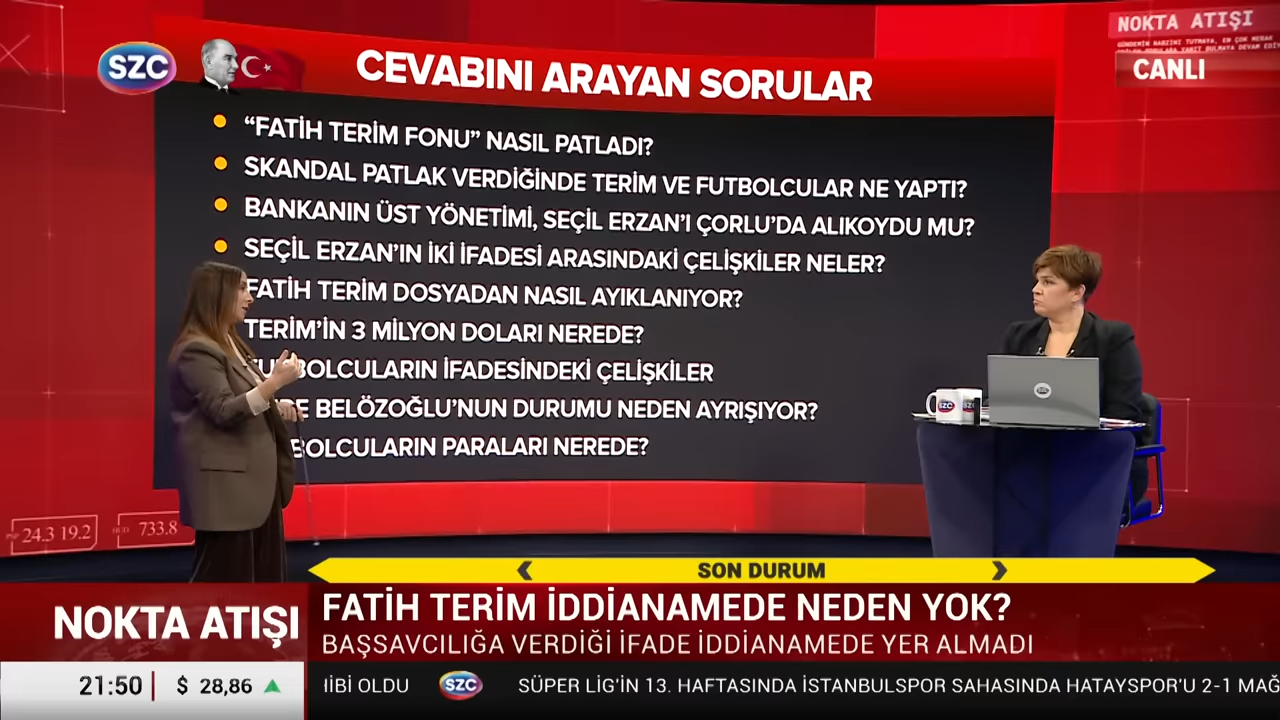 SZC
CEVABINI ARAYAN SORULAR
NOKTA ATIŞI
CANLI
“FATİH TERİM FONU” NASIL PATLADI?
SKANDAL PATLAK VERDİĞİNDE TERİM VE FUTBOLCULAR NE YAPTI?
BANKANIN ÜST YÖNETİMİ, SEÇİL ERZAN’I ÇORLU’DA ALIKOYDU MU?
SEÇİL ERZAN’IN İKİ İFADESİ ARASINDAKİ ÇELİŞKİLER NELER?
FATİH TERİM DOSYADAN NASIL AYIKLANIYOR?
TERİM’İN 3 MİLYON DOLARI NEREDE?
BOLCULARIN İFADESİNDEKİ ÇELİŞKİLER
RE BELÖZOĞLU’NUN DURUMU NEDEN AYRIŞIYOR?
BOLCULARIN PARALARI NEREDE?
SZC
24.3 19.2
733.8
SON DURUM
NOKTA ATIŞI
FATİH TERİM İDDİANAMEDE NEDEN YOK?
BAŞSAVCILIĞA VERDİĞİ İFADE İDDİANAMEDE YER ALMADI
21:50 $ 28,86
HİBİ OLDU SZC SÜPER LİG'İN 13. HAFTASINDA İSTANBULSPOR SAHASINDA HATAYSPOR'U 2-1 MAĞ